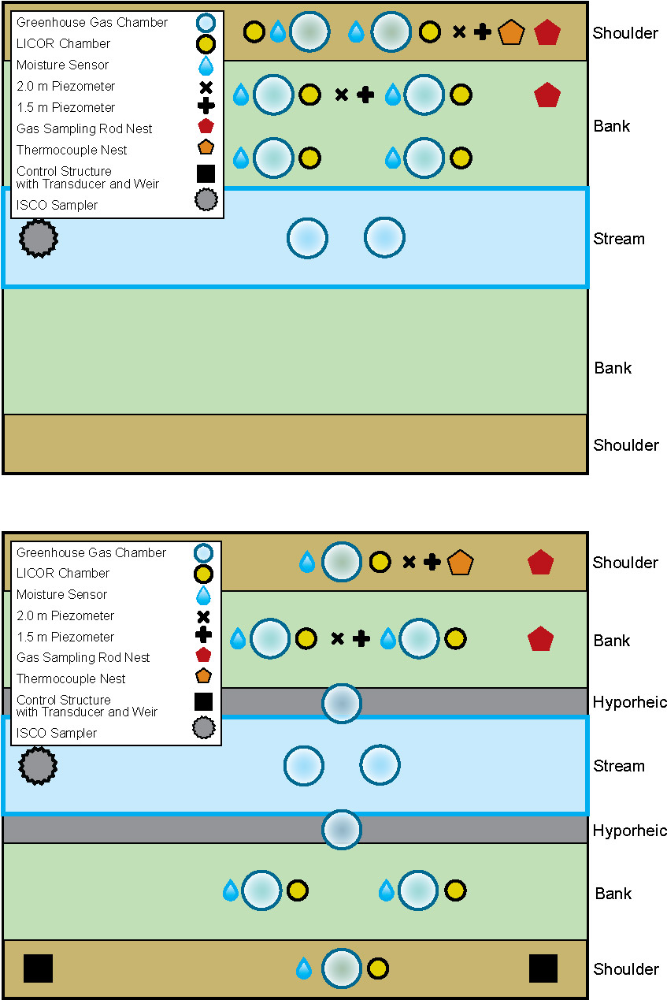 Greenhouse Gas Chamber
LICOR Chamber
Moisture Sensor
2.0 m Piezometer
1.5 m Piezometer
Gas Sampling Rod Nest
Thermocouple Nest
Control Structure
with Transducer and Weir
ISCO Sampler
Shoulder
Bank
Stream
Bank
Shoulder
Greenhouse Gas Chamber
LICOR Chamber
Moisture Sensor
2.0 m Piezometer
1.5 m Piezometer
Gas Sampling Rod Nest
Thermocouple Nest
Control Structure
with Transducer and Weir
ISCO Sampler
Shoulder
Bank
Hyporheic
Stream
Hyporheic
Bank
Shoulder